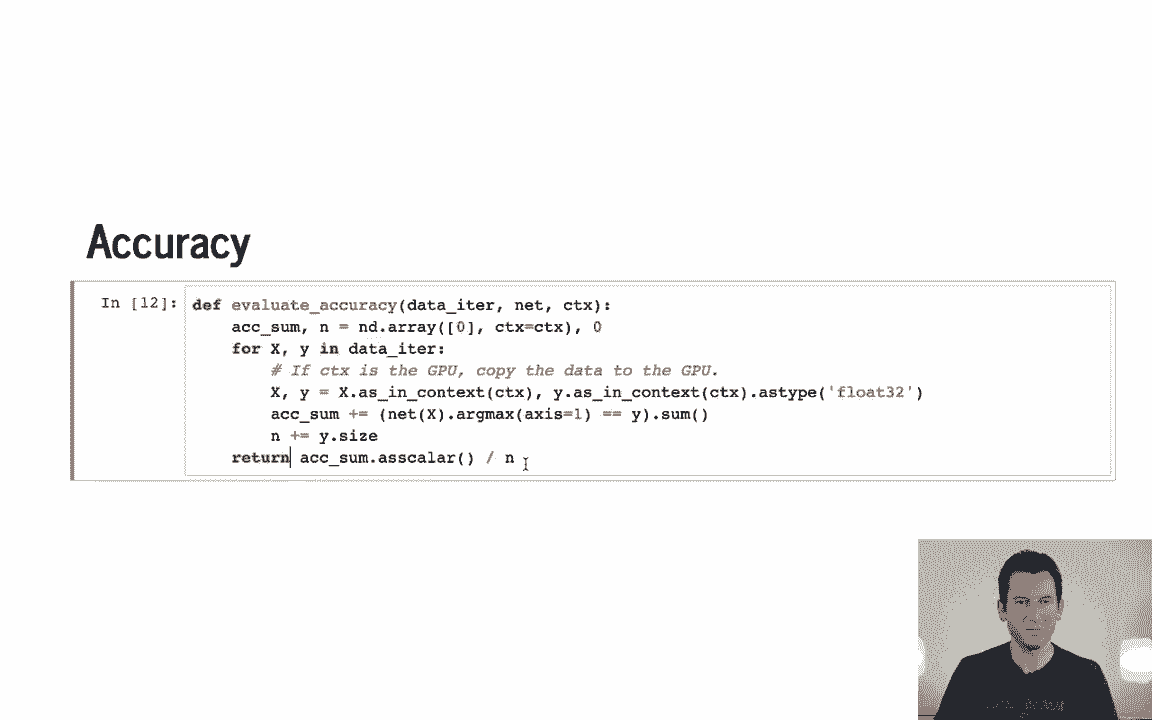 Accuracy
In [12]:
def evaluate_accuracy(data_iter, net, ctx):
    acc_sum, n = nd.array([0], ctx=ctx), 0
    for X, y in data_iter:
        # If ctx is the GPU, copy the data to the GPU.
        X, y = X.as_in_context(ctx), y.as_in_context(ctx).astype('float32')
        acc_sum += (net(X).argmax(axis=1) == y).sum()
        n += y.size
    return acc_sum.asscalar() / n